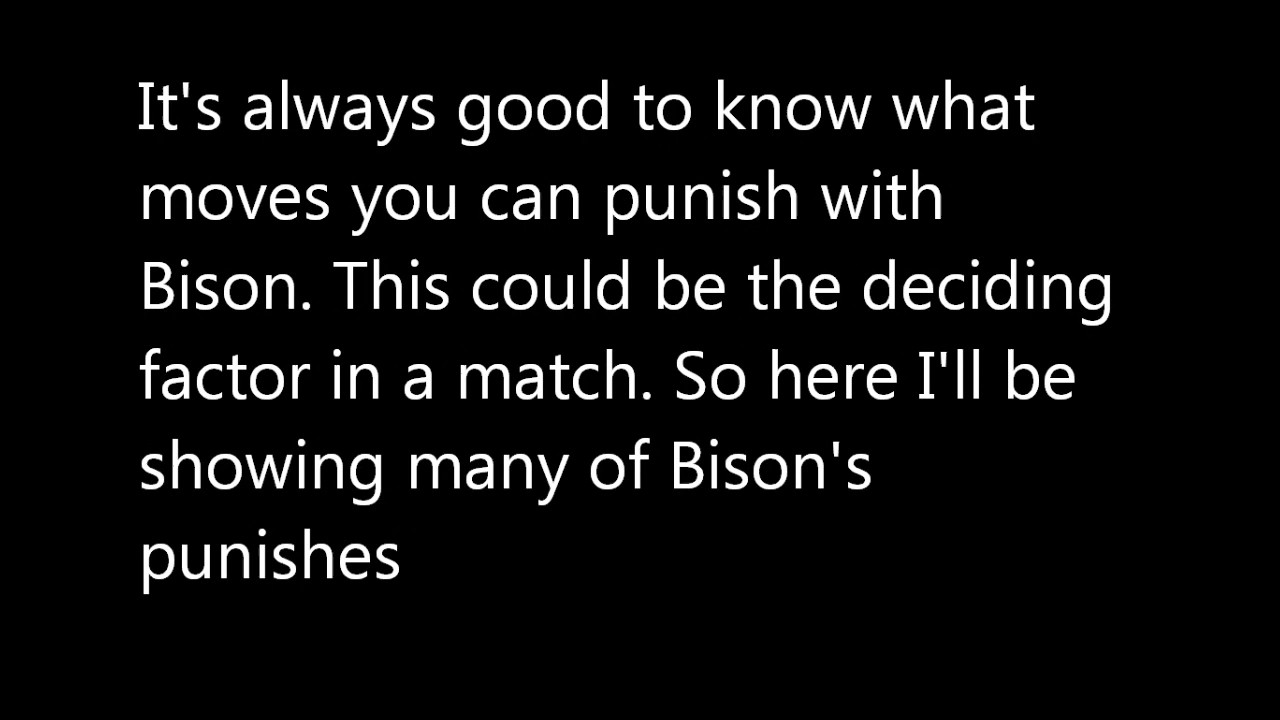 It's always good to know what
moves you can punish with
Bison. This could be the deciding
factor in a match. So here I'll be
showing many of Bison's
punishes